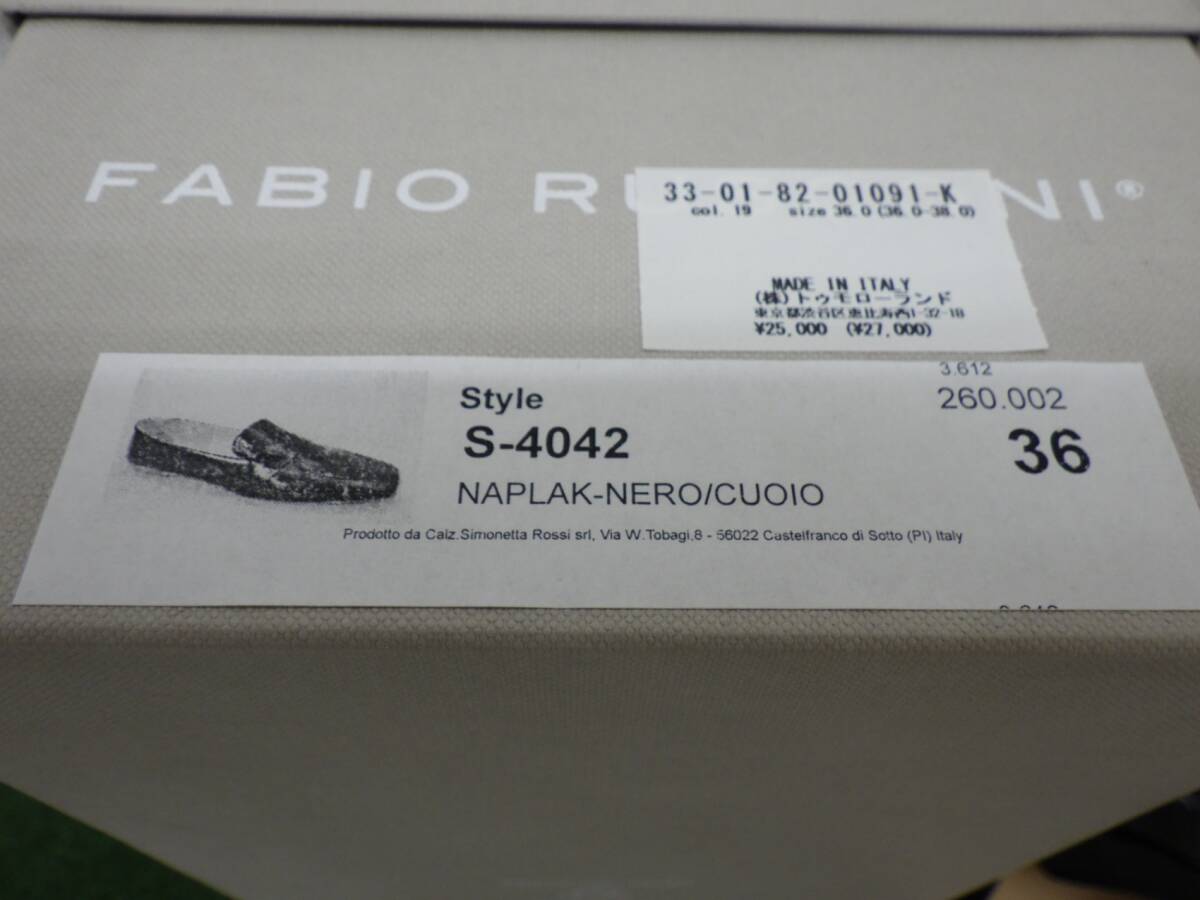 FABIO RU NI®
33-01-82-01091-K
col. 19 size 36.0 (36.0-38.0)
MADE IN ITALY
(株)トゥモローランド
東京都渋谷区恵比寿西1-32-18
¥25,000 (¥27,000)
3.612
Style 260.002
S-4042 36
NAPLAK-NERO/CUOIO
Prodotto da Calz.Simonetta Rossi srl, Via W.Tobagi,8 - 56022 Castelfranco di Sotto (PI) Italy